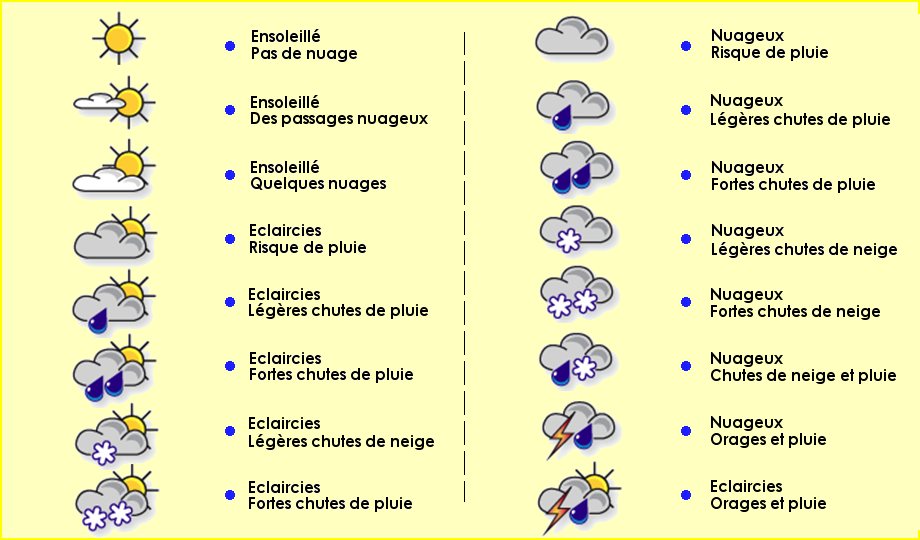 Ensoleillé
Pas de nuage
Ensoleillé
Des passages nuageux
Ensoleillé
Quelques nuages
Eclaircies
Risque de pluie
Eclaircies
Légères chutes de pluie
Eclaircies
Fortes chutes de pluie
Eclaircies
Légères chutes de neige
Eclaircies
Fortes chutes de pluie
Nuageux
Risque de pluie
Nuageux
Légères chutes de pluie
Nuageux
Fortes chutes de pluie
Nuageux
Légères chutes de neige
Nuageux
Fortes chutes de neige
Nuageux
Chutes de neige et pluie
Nuageux
Orages et pluie
Eclaircies
Orages et pluie